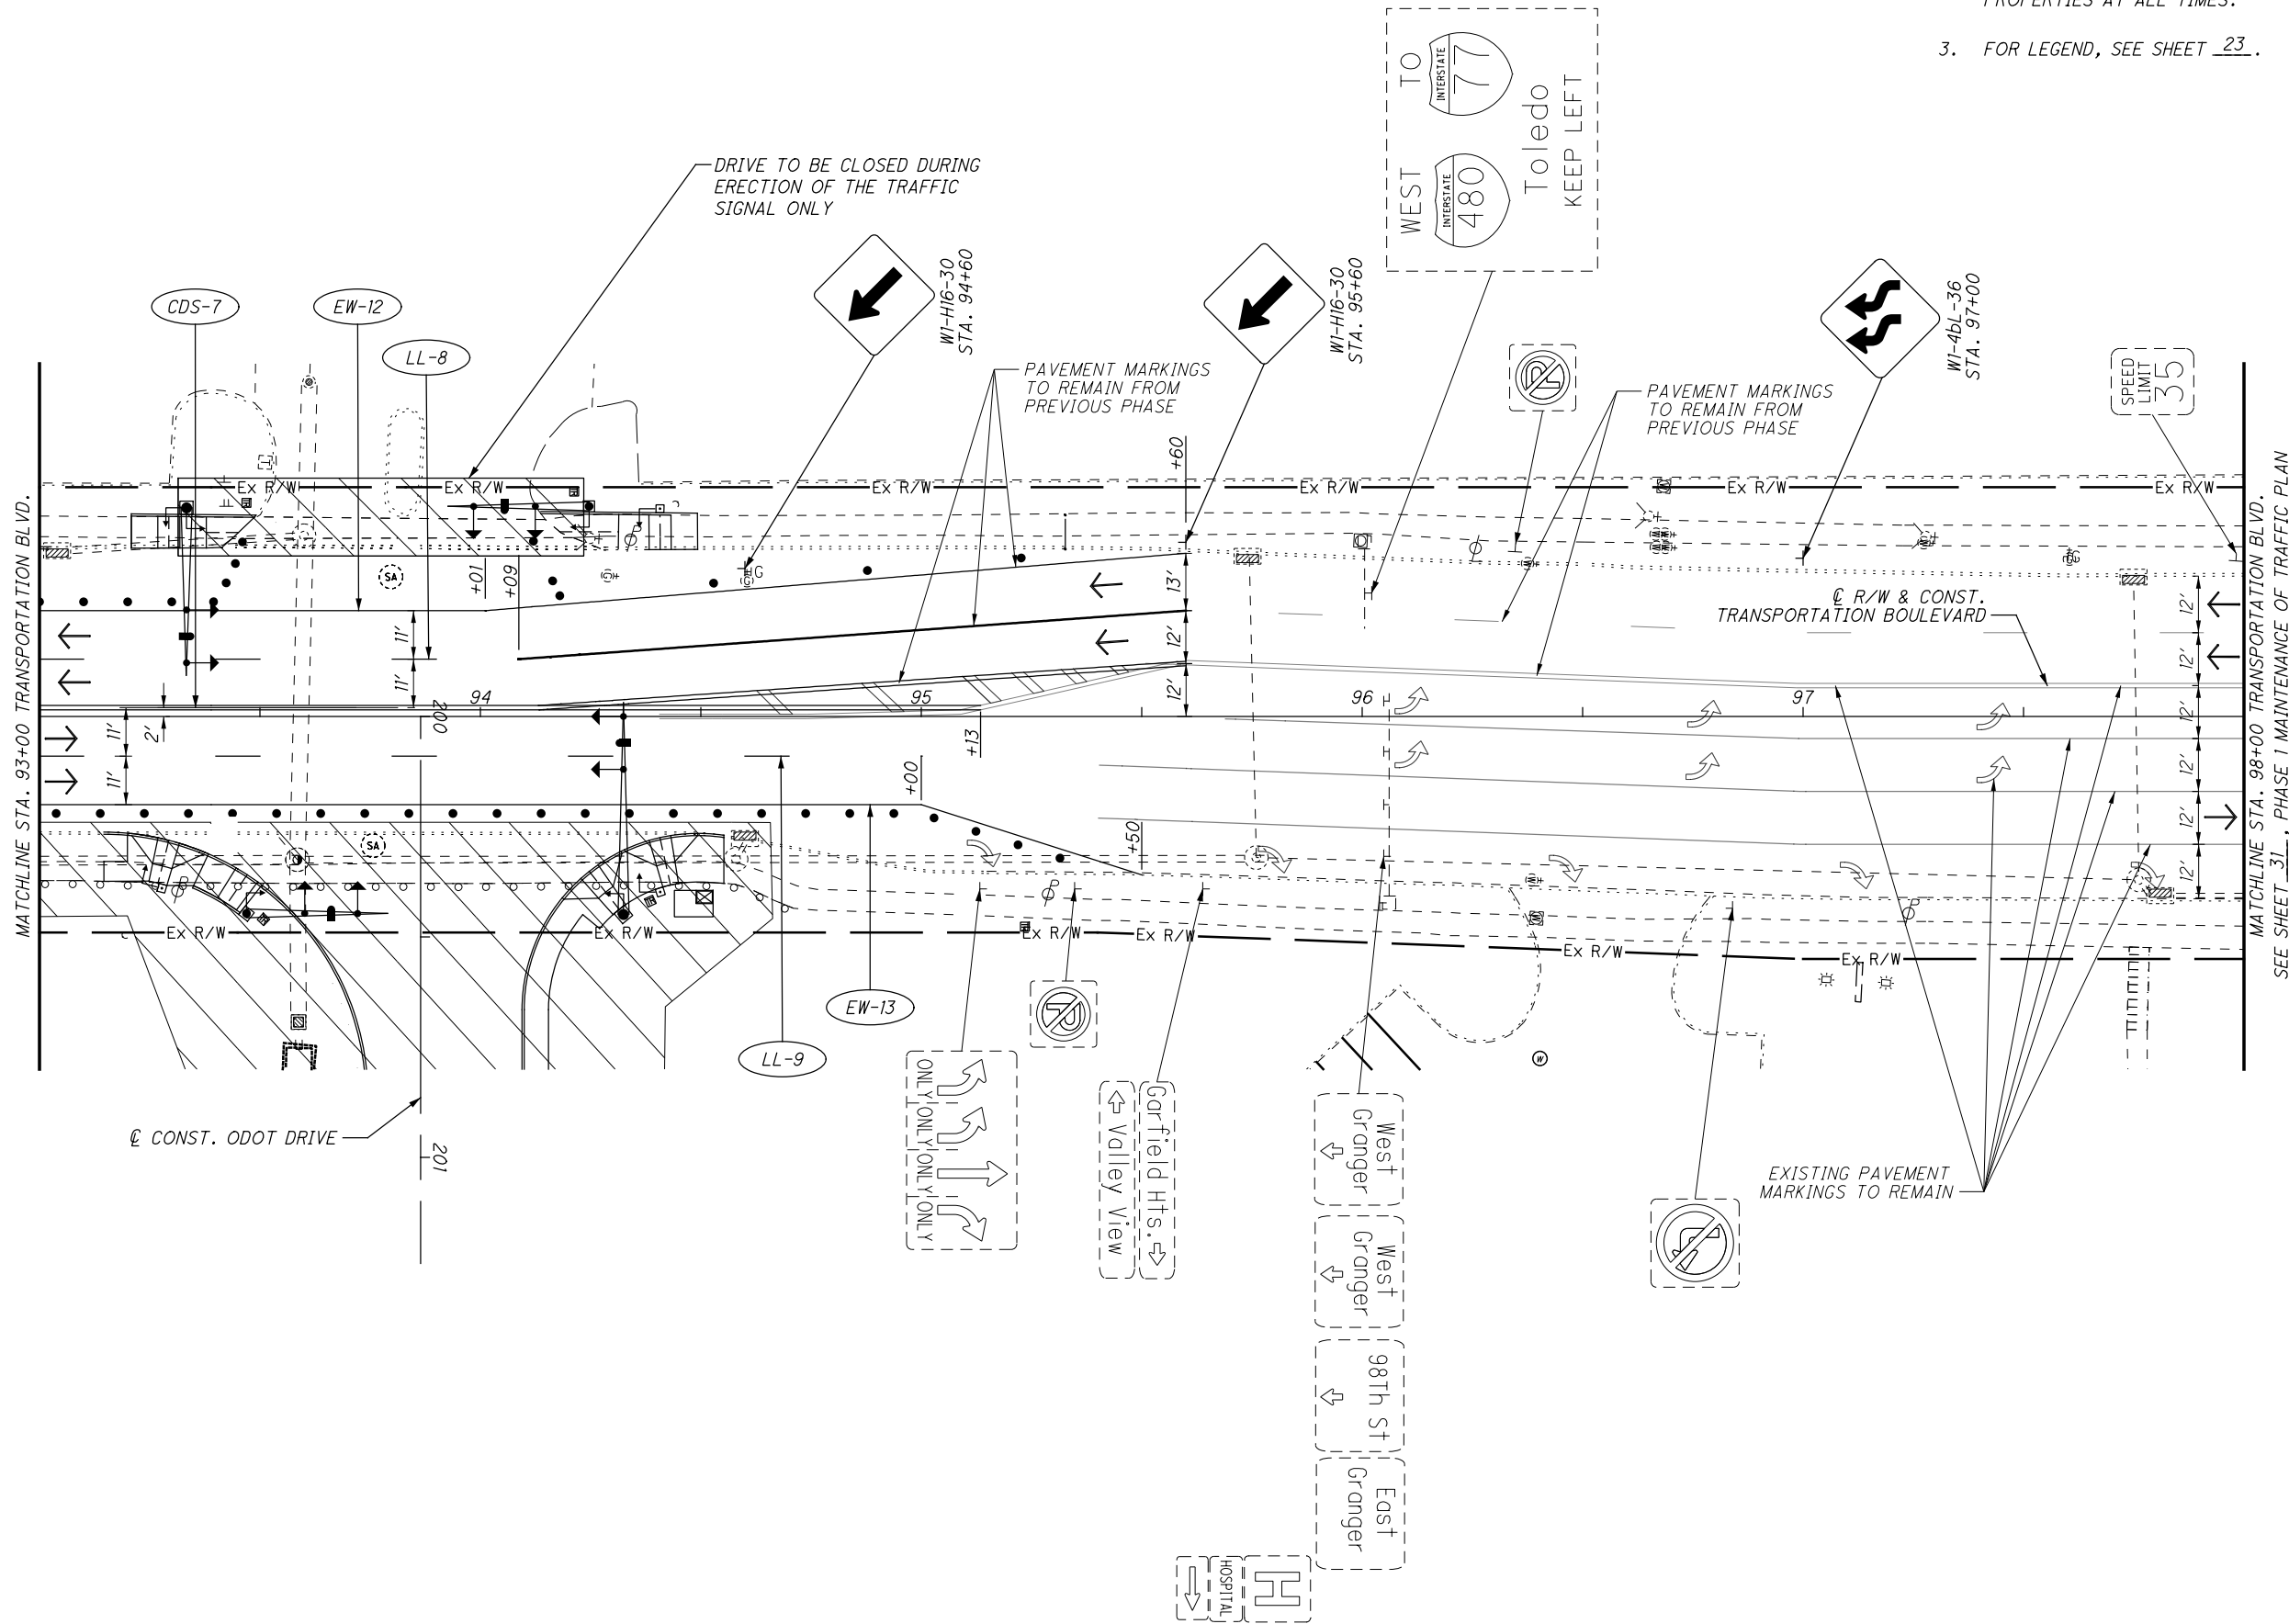 PROPERTIES AT ALL TIMES.
3. FOR LEGEND, SEE SHEET 23.
WEST TO
INTERSTATE 480
INTERSTATE 77
Toledo
KEEP LEFT
DRIVE TO BE CLOSED DURING
ERECTION OF THE TRAFFIC
SIGNAL ONLY
CDS-7
EW-12
LL-8
W1-H16-30
STA. 94+60
W1-H16-30
STA. 95+60
W1-4bL-36
STA. 97+00
PAVEMENT MARKINGS
TO REMAIN FROM
PREVIOUS PHASE
PAVEMENT MARKINGS
TO REMAIN FROM
PREVIOUS PHASE
P
SPEED
LIMIT
35
MATCHLINE STA. 93+00 TRANSPORTATION BLVD.
MATCHLINE STA. 98+00 TRANSPORTATION BLVD.
SEE SHEET 31, PHASE 1 MAINTENANCE OF TRAFFIC PLAN
Ex R/W
Ex R/W
Ex R/W
Ex R/W
Ex R/W
Ex R/W
SA
+01
+09
+60
G
G
13'
12'
12'
11'
11'
℄ R/W & CONST.
TRANSPORTATION BOULEVARD
12'
12'
12'
12'
12'
12'
94
95
96
97
200
11'
2'
11'
+13
+00
+50
SA
Ex R/W
Ex R/W
Ex R/W
Ex R/W
Ex R/W
Ex R/W
EW-13
LL-9
P
W
℄ CONST. ODOT DRIVE
201
ONLY
ONLY
ONLY
ONLY
Valley View
Garfield Hts.
West
Granger
West
Granger
98Th St
East
Granger
EXISTING PAVEMENT
MARKINGS TO REMAIN
HOSPITAL
H